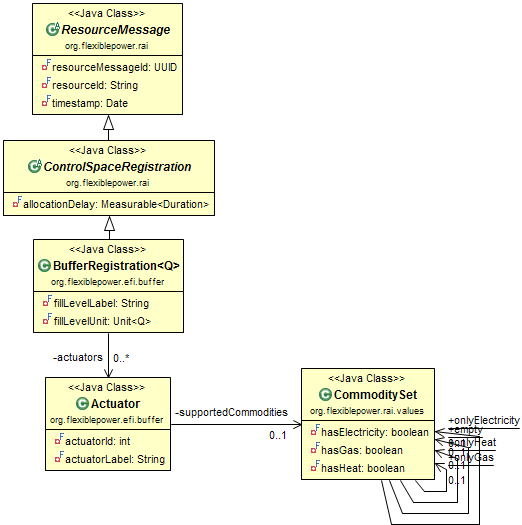 <<Java Class>>
ResourceMessage
org.flexiblepower.rai
resourceMessageId: UUID
resourceId: String
timestamp: Date
<<Java Class>>
ControlSpaceRegistration
org.flexiblepower.rai
allocationDelay: Measurable<Duration>
<<Java Class>>
BufferRegistration<Q>
org.flexiblepower.efi.buffer
fillLevelLabel: String
fillLevelUnit: Unit<Q>
-actuators 0..*
<<Java Class>>
Actuator
org.flexiblepower.efi.buffer
actuatorId: int
actuatorLabel: String
-supportedCommodities
0..1
<<Java Class>>
CommoditySet
org.flexiblepower.rai.values
hasElectricity: boolean
hasGas: boolean
hasHeat: boolean
+onlyElectricity
+empty
+onlyHeat
0..1
+onlyGas
0..1
0..1